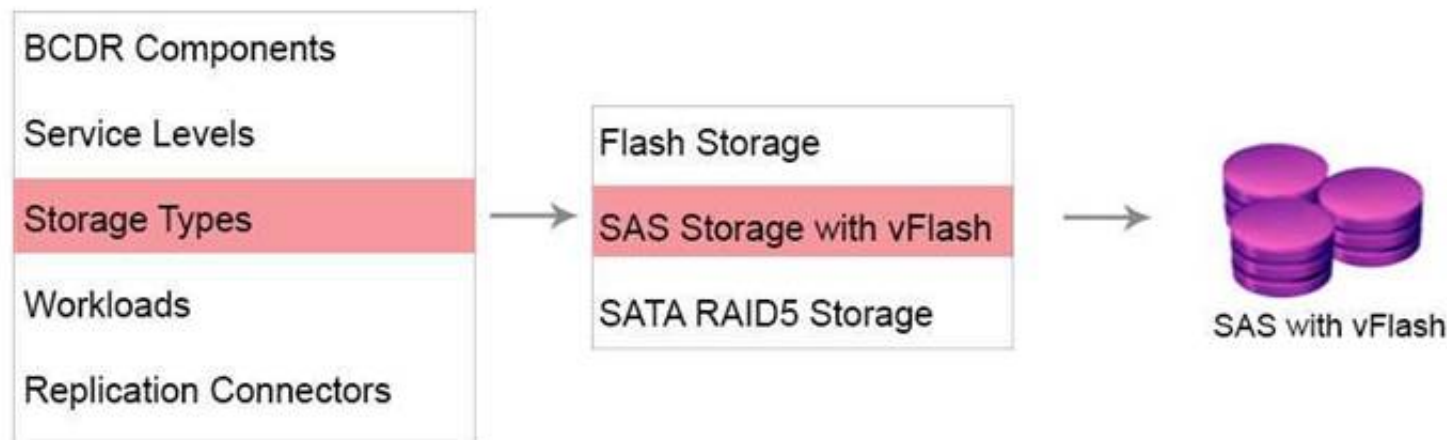 BCDR Components
Service Levels
Storage Types
Workloads
Replication Connectors
Flash Storage
SAS Storage with vFlash
SATA RAID5 Storage
SAS with vFlash